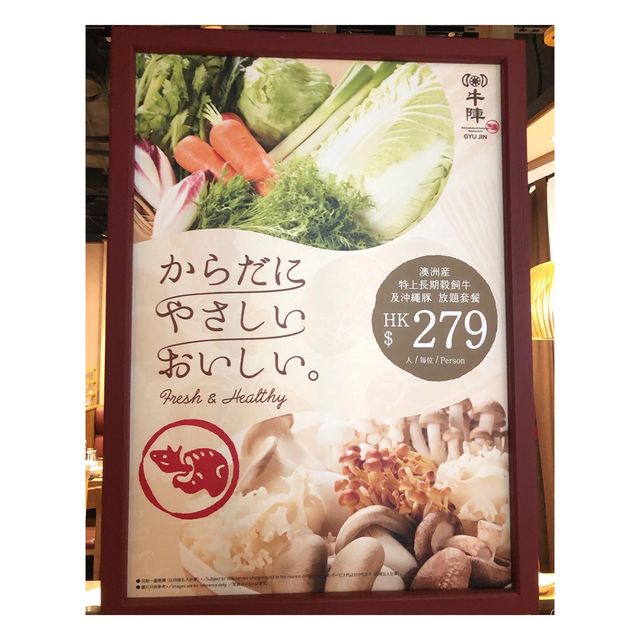 牛陣
GYU JIN
からだに
やさしい
おいしい。
Fresh & Healthy
澳洲産
特上長期穀飼牛
及沖縄豚 放題套餐
HK$279
人 / 每位 / Person